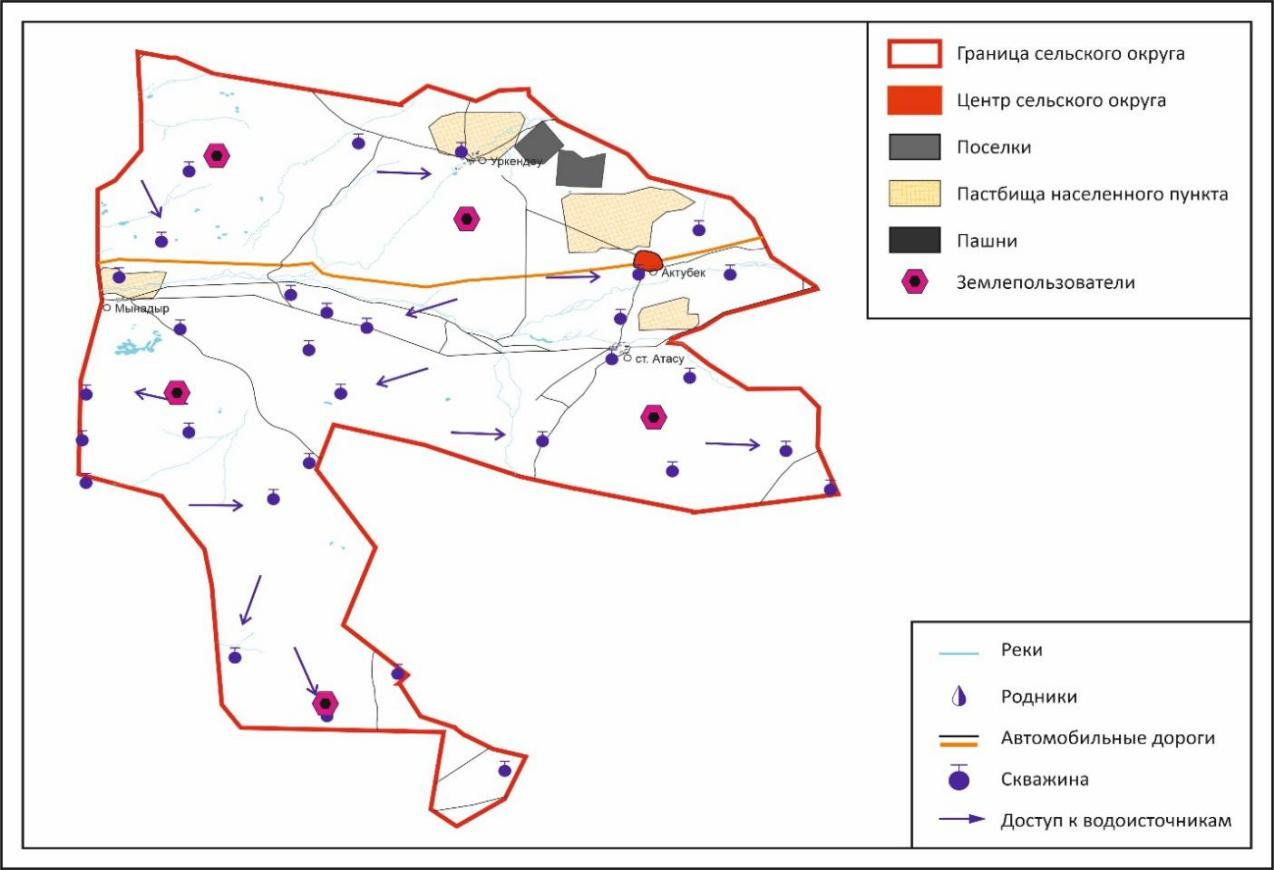 Граница сельского округа
Центр сельского округа
Поселки
Пастбища населенного пункта
Пашни
Землепользователи
Уркендеу
Актубек
Мынадыр
ст. Атасу
Реки
Родники
Автомобильные дороги
Скважина
Доступ к водоисточникам